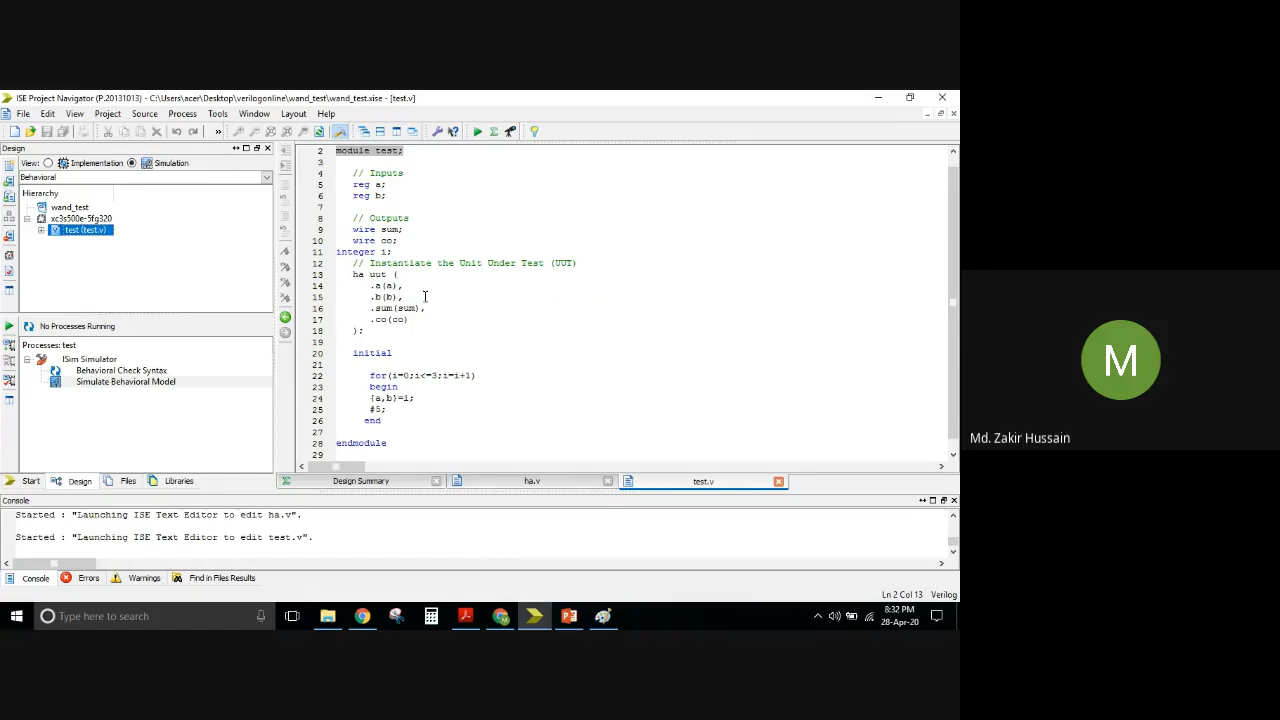 ISE Project Navigator (P.20131013) - C:\Users\acer\Desktop\verilogonline\wand_test\wand_test.xise - [test.v]
File Edit View Project Source Process Tools Window Layout Help
Design
View: Implementation Simulation
Behavioral
Hierarchy
wand_test
xc3s500e-5fg320
test (test.v)
No Processes Running
Processes: test
ISim Simulator
Behavioral Check Syntax
Simulate Behavioral Model
Start Design Files Libraries
2 module test;
3
4 // Inputs
5 reg a;
6 reg b;
7
8 // Outputs
9 wire sum;
10 wire co;
11 integer i;
12 // Instantiate the Unit Under Test (UUT)
13 ha uut (
14 .a(a),
15 .b(b),
16 .sum(sum),
17 .co(co)
18 );
19
20 initial
21
22 for(i=0;i<=3;i=i+1)
23 begin
24 {a,b}=i;
25 #5;
26 end
27
28 endmodule
29
Design Summary ha.v test.v
Console
Started : "Launching ISE Text Editor to edit ha.v".
Started : "Launching ISE Text Editor to edit test.v".
Console Errors Warnings Find in Files Results
Ln 2 Col 13 Verilog
Type here to search
8:32 PM
28-Apr-20
M
Md. Zakir Hussain